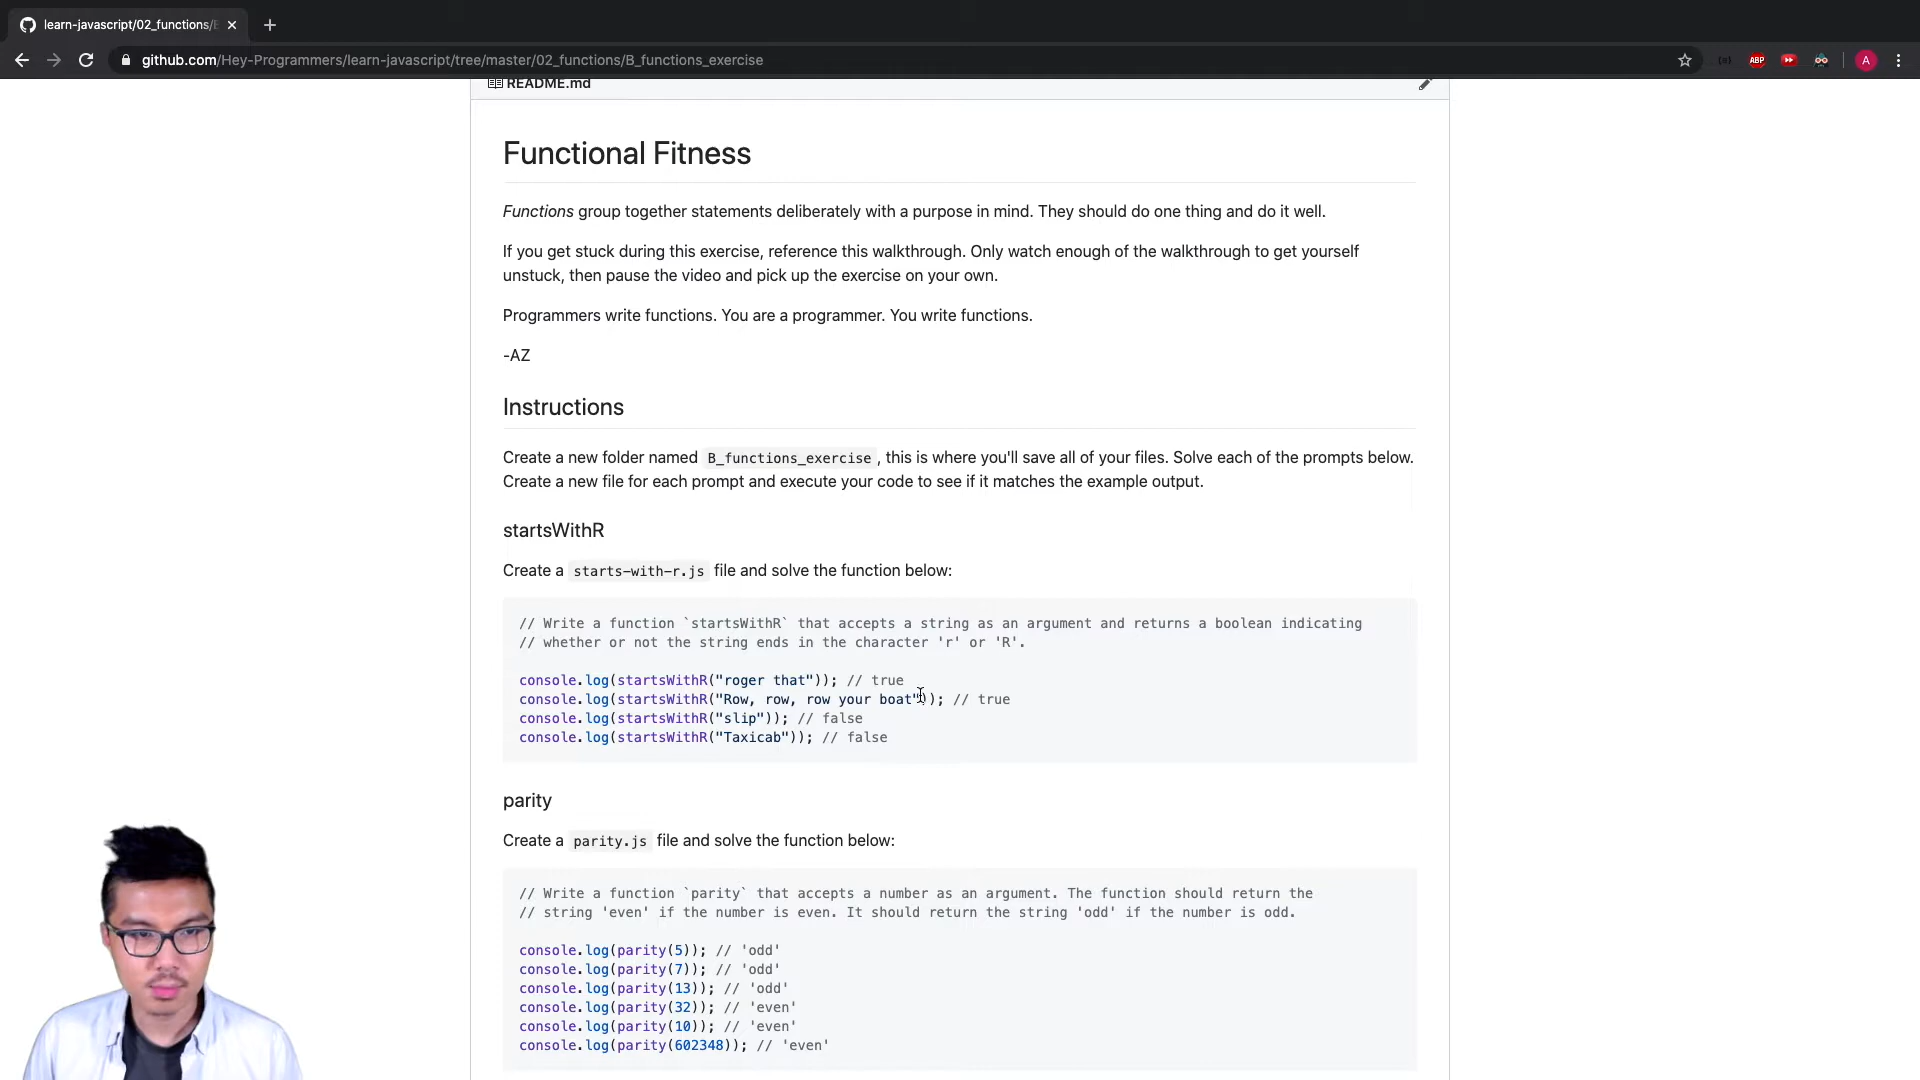 learn-javascript/02_functions/
github.com/Hey-Programmers/learn-javascript/tree/master/02_functions/B_functions_exercise
ABP
A
README.md
Functional Fitness
Functions group together statements deliberately with a purpose in mind. They should do one thing and do it well.
If you get stuck during this exercise, reference this walkthrough. Only watch enough of the walkthrough to get yourself
unstuck, then pause the video and pick up the exercise on your own.
Programmers write functions. You are a programmer. You write functions.
-AZ
Instructions
Create a new folder named B_functions_exercise , this is where you'll save all of your files. Solve each of the prompts below.
Create a new file for each prompt and execute your code to see if it matches the example output.
startsWithR
Create a starts-with-r.js file and solve the function below:
// Write a function `startsWithR` that accepts a string as an argument and returns a boolean indicating
// whether or not the string ends in the character 'r' or 'R'.
console.log(startsWithR("roger that")); // true
console.log(startsWithR("Row, row, row your boat")); // true
console.log(startsWithR("slip")); // false
console.log(startsWithR("Taxicab")); // false
parity
Create a parity.js file and solve the function below:
// Write a function `parity` that accepts a number as an argument. The function should return the
// string 'even' if the number is even. It should return the string 'odd' if the number is odd.
console.log(parity(5)); // 'odd'
console.log(parity(7)); // 'odd'
console.log(parity(13)); // 'odd'
console.log(parity(32)); // 'even'
console.log(parity(10)); // 'even'
console.log(parity(602348)); // 'even'